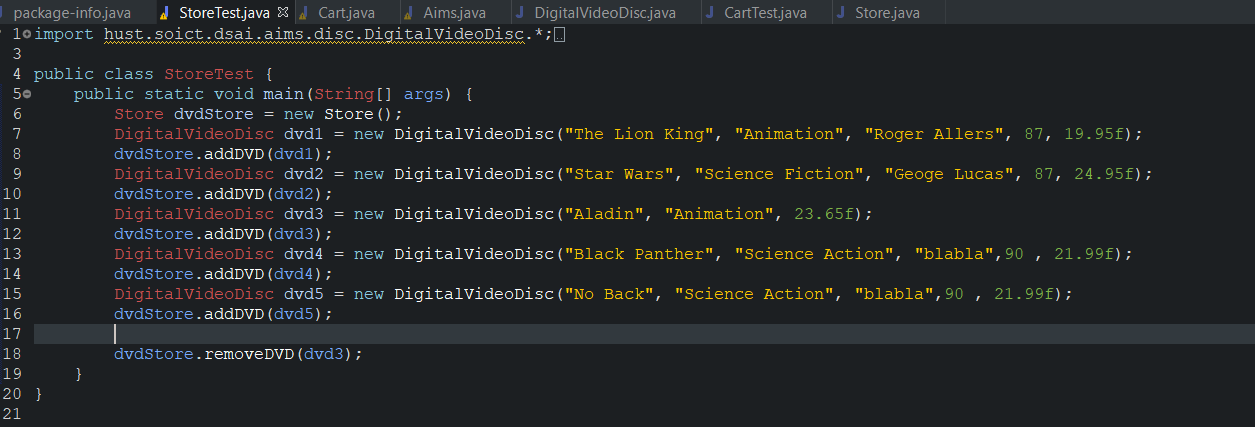 package-info.java StoreTest.java Cart.java Aims.java DigitalVideoDisc.java CartTest.java Store.java
1 import hust.soict.dsai.aims.disc.DigitalVideoDisc.*;
3
4 public class StoreTest {
5 public static void main(String[] args) {
6 Store dvdStore = new Store();
7 DigitalVideoDisc dvd1 = new DigitalVideoDisc("The Lion King", "Animation", "Roger Allers", 87, 19.95f);
8 dvdStore.addDVD(dvd1);
9 DigitalVideoDisc dvd2 = new DigitalVideoDisc("Star Wars", "Science Fiction", "Geoge Lucas", 87, 24.95f);
10 dvdStore.addDVD(dvd2);
11 DigitalVideoDisc dvd3 = new DigitalVideoDisc("Aladin", "Animation", 23.65f);
12 dvdStore.addDVD(dvd3);
13 DigitalVideoDisc dvd4 = new DigitalVideoDisc("Black Panther", "Science Action", "blabla",90 , 21.99f);
14 dvdStore.addDVD(dvd4);
15 DigitalVideoDisc dvd5 = new DigitalVideoDisc("No Back", "Science Action", "blabla",90 , 21.99f);
16 dvdStore.addDVD(dvd5);
17
18 dvdStore.removeDVD(dvd3);
19 }
20 }
21